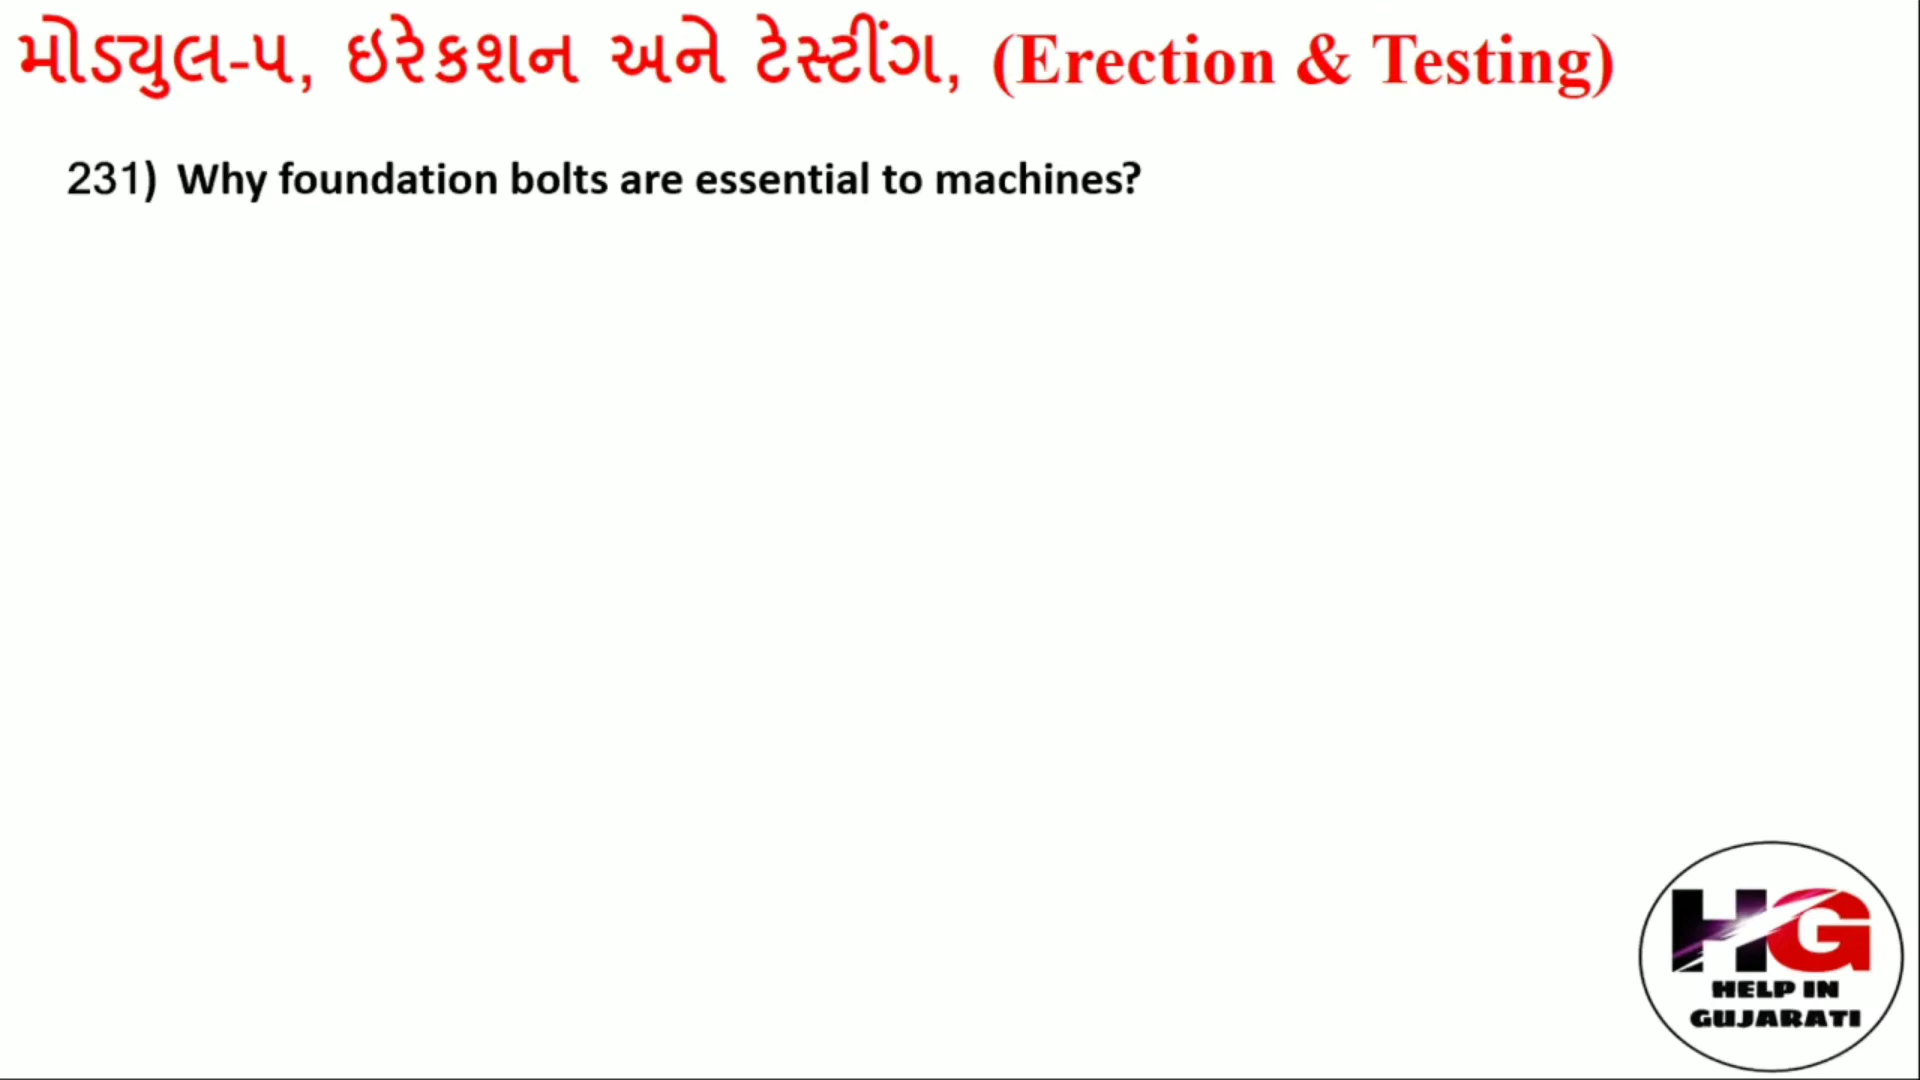 મોડ્યુલ-૫, ઇરેકશન અને ટેસ્ટીંગ, (Erection & Testing)
231) Why foundation bolts are essential to machines?
HG
HELP IN
GUJARATI